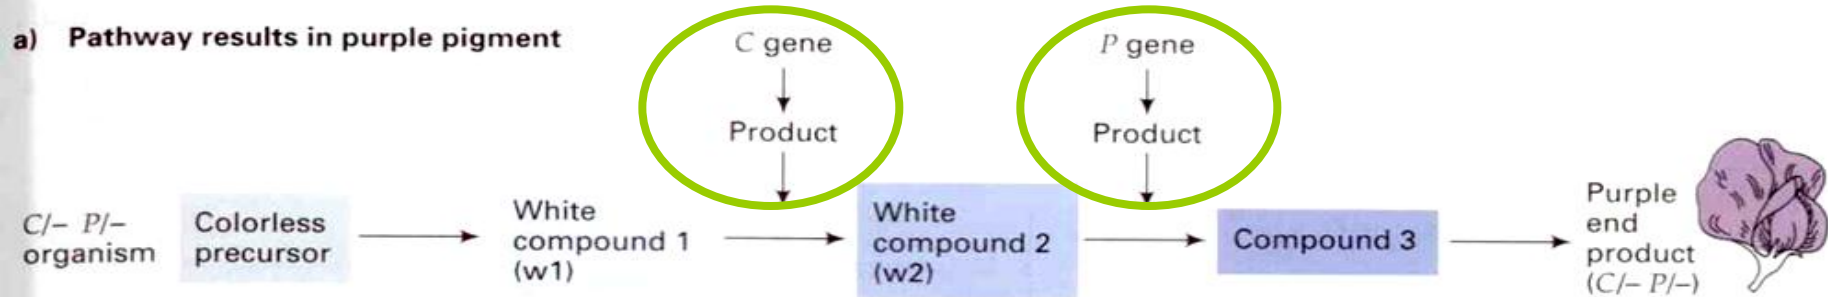 a) Pathway results in purple pigment
C gene
Product
P gene
Product
C/– P/–
organism
Colorless
precursor
White
compound 1
(w1)
White
compound 2
(w2)
Compound 3
Purple
end
product
(C/– P/–)